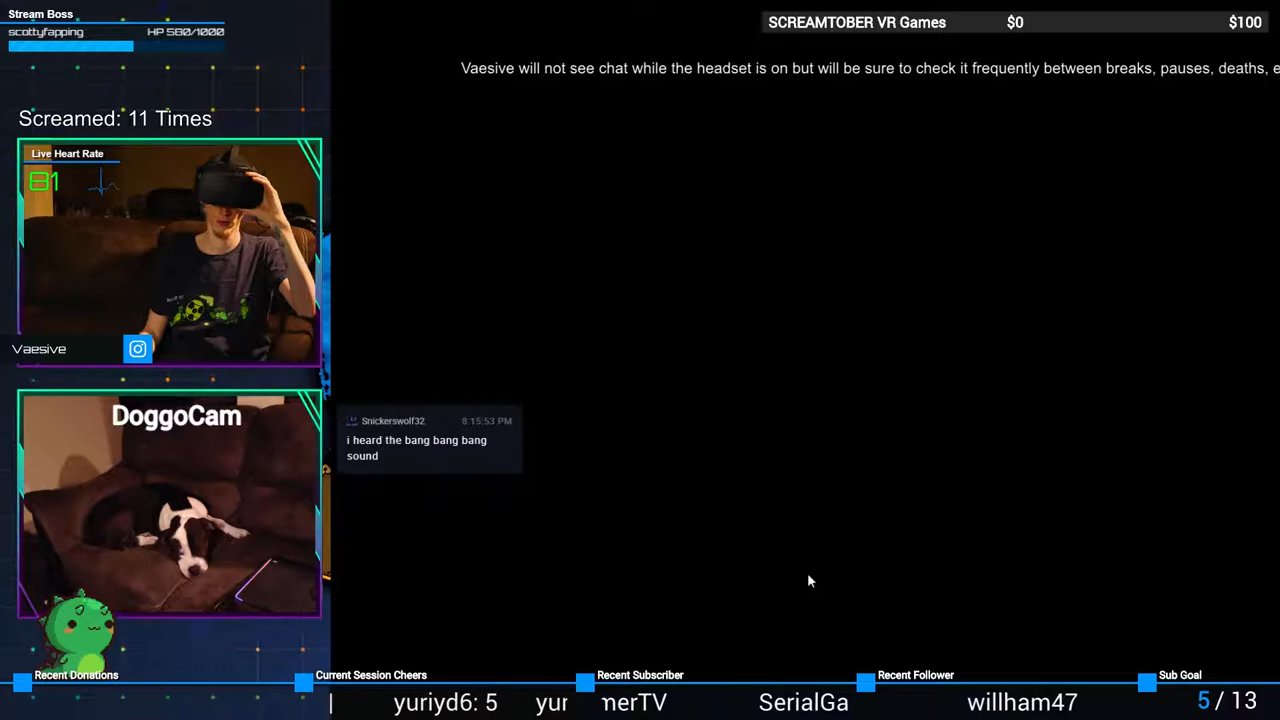 Stream Boss
scottyfapping HP 580/1000
SCREAMTOBER VR Games $0 $100
Vaesive will not see chat while the headset is on but will be sure to check it frequently between breaks, pauses, deaths, e
Screamed: 11 Times
Live Heart Rate
81
Vaesive
DoggoCam
Snickerswolf32 8:15:53 PM
i heard the bang bang bang
sound
Recent Donations
Current Session Cheers
yuriyd6: 5 yur
Recent Subscriber
merTV SerialGa
Recent Follower
willham47
Sub Goal
5 / 13